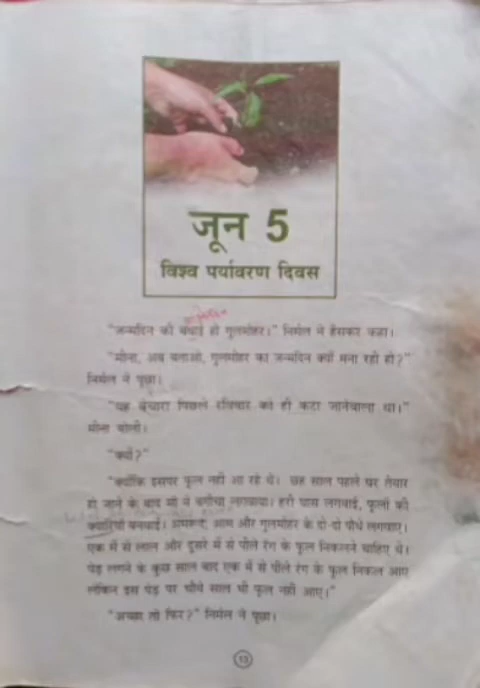 जून 5
विश्व पर्यावरण दिवस
"जन्मदिन की बधाई हो गुलमोहर।" निर्मल ने हँसकर कहा।
"मीना, अब बताओ, गुलमोहर का जन्मदिन क्यों मना रही हो?"
निर्मल ने पूछा।
"यह बेचारा पिछले रविवार को ही कटा जानेवाला था।"
मीना बोली।
"क्यों?"
"क्योंकि इसपर फूल नहीं आ रहे थे। छह साल पहले घर तैयार
हो जाने के बाद माँ ने बगीचा लगवाया। हरी घास लगवाई, फूलों की
क्यारियाँ बनवाईं। अमरूद, आम और गुलमोहर के दो-दो पौधे लगवाए।
एक में से लाल और दूसरे में से पीले रंग के फूल निकलने चाहिए थे।
पेड़ लगने के कुछ साल बाद एक में से पीले रंग के फूल निकल आए
लेकिन इस पेड़ पर चौथे साल भी फूल नहीं आए।"
"अच्छा तो फिर?" निर्मल ने पूछा।
13